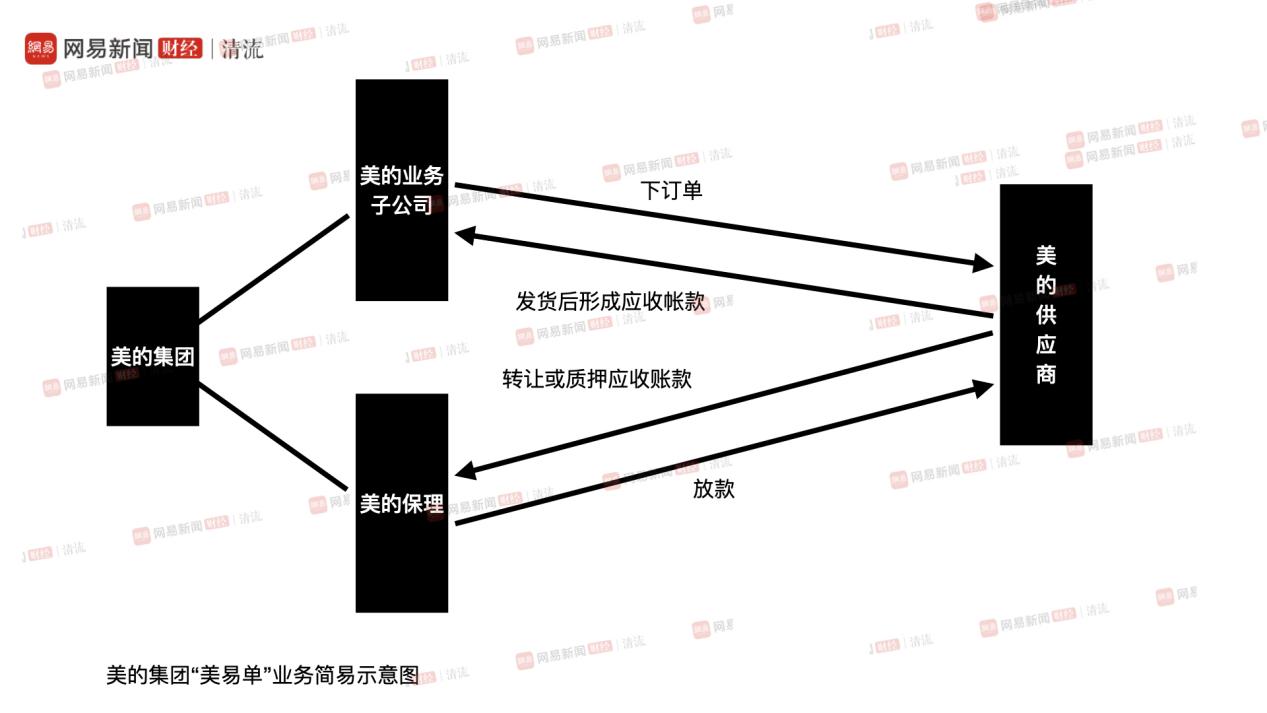 網易
NEWS
网易新闻 财经 | 清流
美的业务
子公司
下订单
美
的
供
应
商
发货后形成应收帐款
美的集团
转让或质押应收账款
美的保理
放款
美的集团“美易单”业务简易示意图